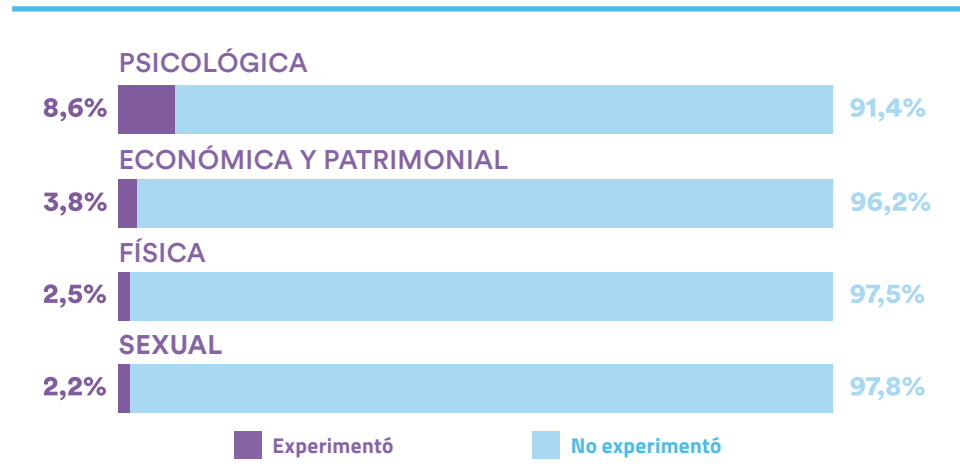 PSICOLÓGICA
8,6% 91,4%
ECONÓMICA Y PATRIMONIAL
3,8% 96,2%
FÍSICA
2,5% 97,5%
SEXUAL
2,2% 97,8%
Experimentó No experimentó